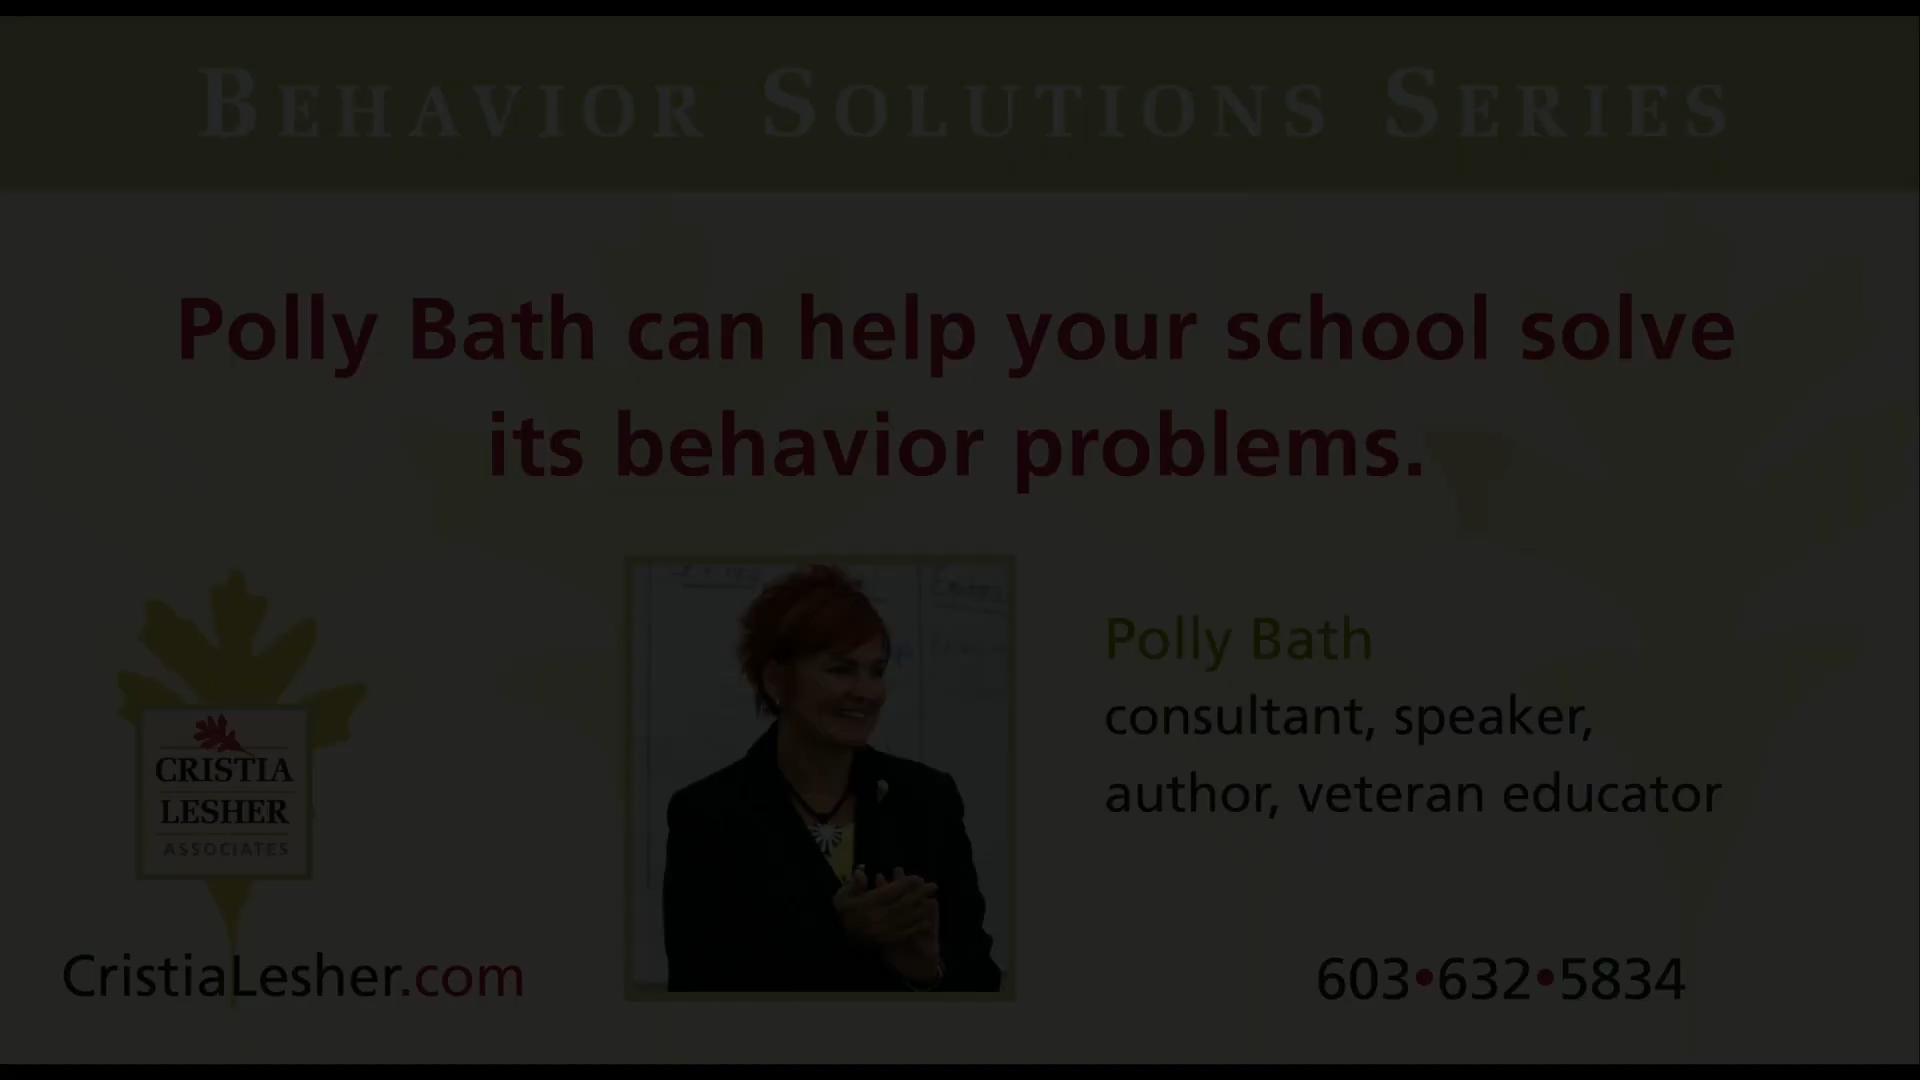 BEHAVIOR SOLUTIONS SERIES
Polly Bath can help your school solve
its behavior problems.
Polly Bath
consultant, speaker,
author, veteran educator
CRISTIA
LESHER
ASSOCIATES
CristiaLesher.com
603•632•5834